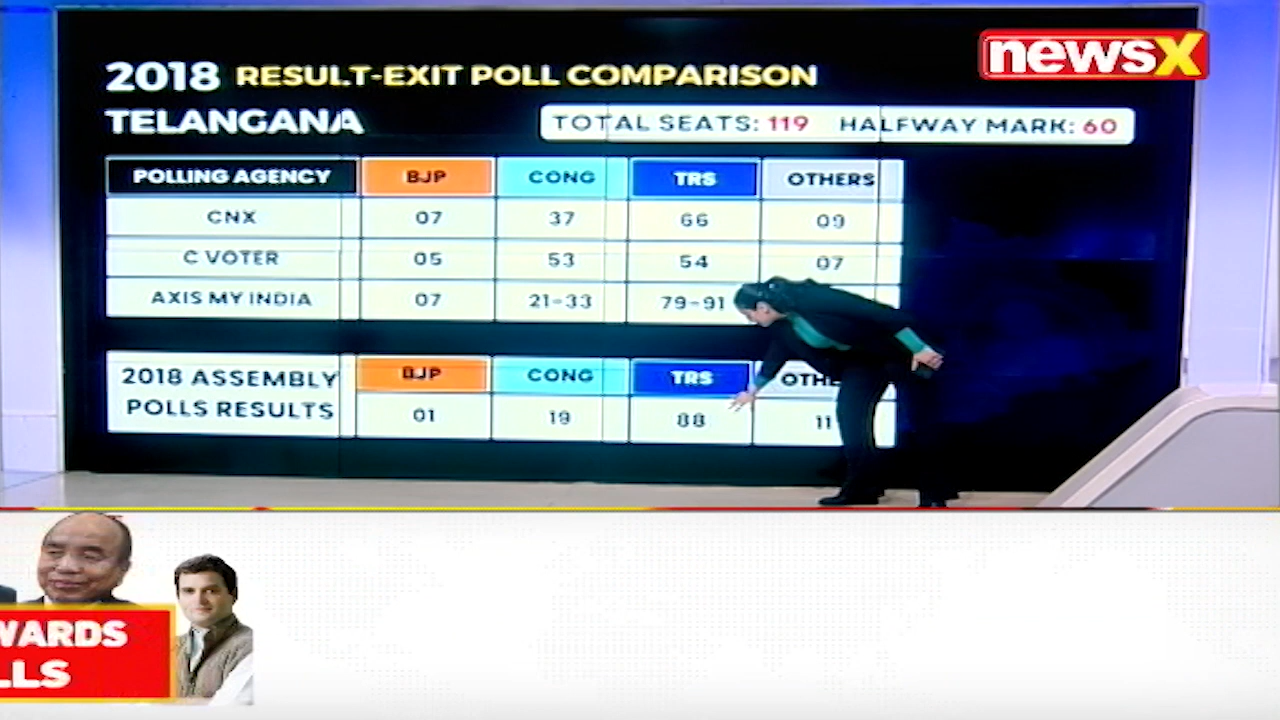 newsX
2018 RESULT-EXIT POLL COMPARISON
TELANGANA TOTAL SEATS: 119 HALFWAY MARK: 60
POLLING AGENCY BJP CONG TRS OTHERS
CNX 07 37 66 09
C VOTER 05 53 54 07
AXIS MY INDIA 07 21-33 79-91
2018 ASSEMBLY POLLS RESULTS BJP CONG TRS OTHE
01 19 88 11
WARDS
LLS